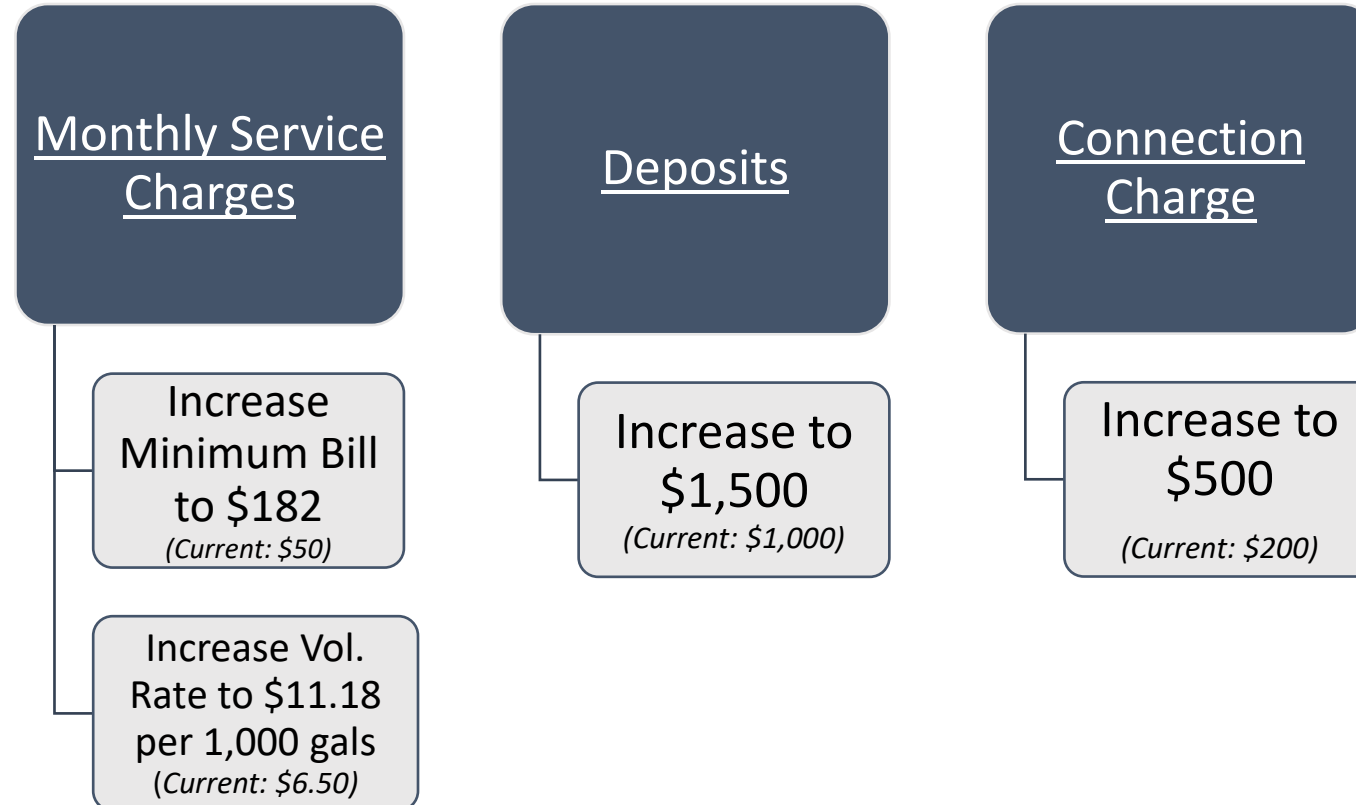 Monthly Service
Charges
Increase
Minimum Bill
to $182
(Current: $50)
Increase Vol.
Rate to $11.18
per 1,000 gals
(Current: $6.50)
Deposits
Increase to
$1,500
(Current: $1,000)
Connection
Charge
Increase to
$500
(Current: $200)